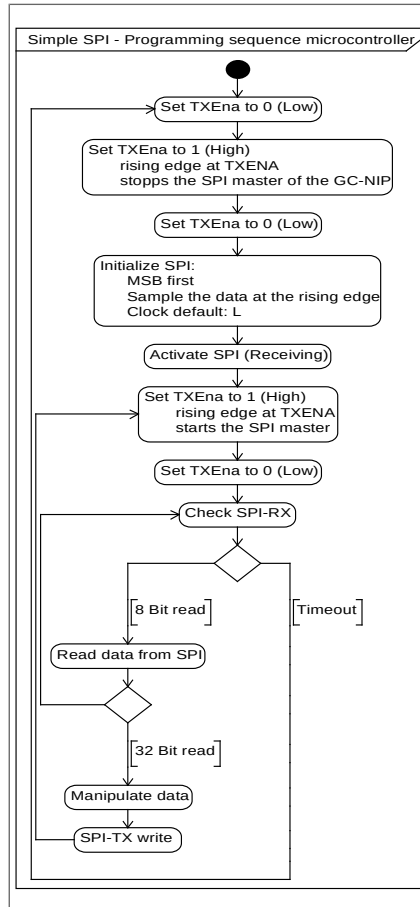 Simple SPI - Programming sequence microcontroller
Set TXEna to 0 (Low)
Set TXEna to 1 (High)
rising edge at TXENA
stopps the SPI master of the GC-NIP
Set TXEna to 0 (Low)
Initialize SPI:
MSB first
Sample the data at the rising edge
Clock default: L
Activate SPI (Receiving)
Set TXEna to 1 (High)
rising edge at TXENA
starts the SPI master
Set TXEna to 0 (Low)
Check SPI-RX
[8 Bit read]
[Timeout]
Read data from SPI
[32 Bit read]
Manipulate data
SPI-TX write